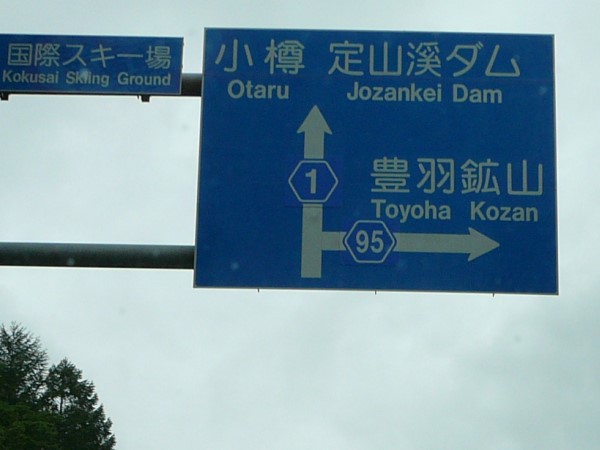 国際スキー場
Kokusai Skiing Ground
小樽 定山溪ダム
Otaru Jozankei Dam
1
豊羽鉱山
Toyoha Kozan
95